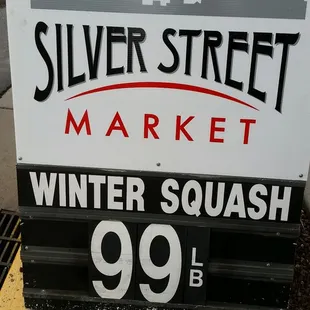 SILVER STREET
MARKET
WINTER SQUASH
99 LB